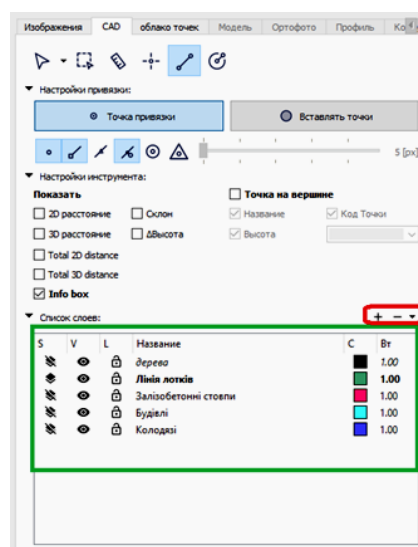 Изображения CAD облако точек Модель Ортофото Профиль Ко
Настройки привязки:
Точка привязки Вставлять точки
5 [px]
Настройки инструмента:
Показать Точка на вершине
2D расстояние Склон Название Код Точки
3D расстояние ΔВысота Высота
Total 2D distance
Total 3D distance
Info box
Список слоев:
S V L Название C Вт
дерева 1.00
Лінія лотків 1.00
Залізобетонні стовпи 1.00
Будівлі 1.00
Колодязі 1.00